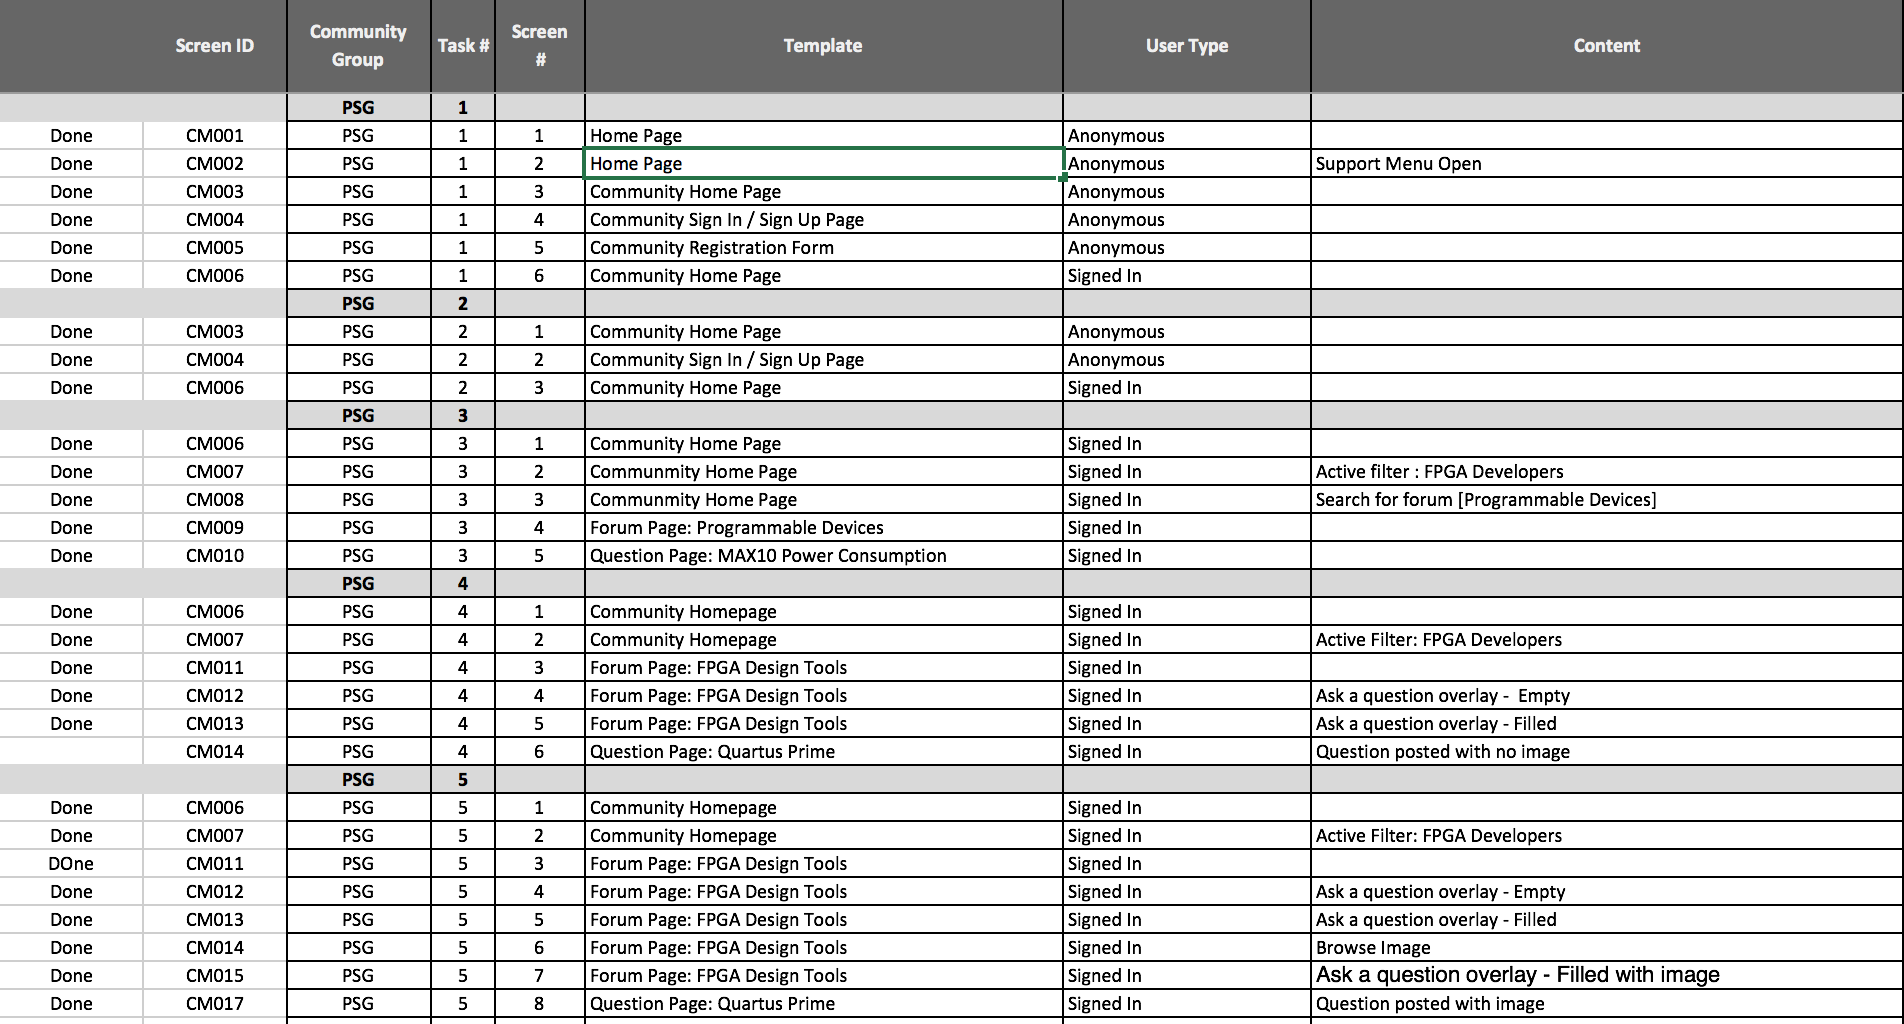 Screen ID Community Group Task # Screen # Template User Type Content
PSG 1
Done CM001 PSG 1 1 Home Page Anonymous
Done CM002 PSG 1 2 Home Page Anonymous Support Menu Open
Done CM003 PSG 1 3 Community Home Page Anonymous
Done CM004 PSG 1 4 Community Sign In / Sign Up Page Anonymous
Done CM005 PSG 1 5 Community Registration Form Anonymous
Done CM006 PSG 1 6 Community Home Page Signed In
PSG 2
Done CM003 PSG 2 1 Community Home Page Anonymous
Done CM004 PSG 2 2 Community Sign In / Sign Up Page Anonymous
Done CM006 PSG 2 3 Community Home Page Signed In
PSG 3
Done CM006 PSG 3 1 Community Home Page Signed In
Done CM007 PSG 3 2 Communmity Home Page Signed In Active filter : FPGA Developers
Done CM008 PSG 3 3 Communmity Home Page Signed In Search for forum [Programmable Devices]
Done CM009 PSG 3 4 Forum Page: Programmable Devices Signed In
Done CM010 PSG 3 5 Question Page: MAX10 Power Consumption Signed In
PSG 4
Done CM006 PSG 4 1 Community Homepage Signed In
Done CM007 PSG 4 2 Community Homepage Signed In Active Filter: FPGA Developers
Done CM011 PSG 4 3 Forum Page: FPGA Design Tools Signed In
Done CM012 PSG 4 4 Forum Page: FPGA Design Tools Signed In Ask a question overlay -  Empty
Done CM013 PSG 4 5 Forum Page: FPGA Design Tools Signed In Ask a question overlay - Filled
CM014 PSG 4 6 Question Page: Quartus Prime Signed In Question posted with no image
PSG 5
Done CM006 PSG 5 1 Community Homepage Signed In
Done CM007 PSG 5 2 Community Homepage Signed In Active Filter: FPGA Developers
DOne CM011 PSG 5 3 Forum Page: FPGA Design Tools Signed In
Done CM012 PSG 5 4 Forum Page: FPGA Design Tools Signed In Ask a question overlay - Empty
Done CM013 PSG 5 5 Forum Page: FPGA Design Tools Signed In Ask a question overlay - Filled
Done CM014 PSG 5 6 Forum Page: FPGA Design Tools Signed In Browse Image
Done CM015 PSG 5 7 Forum Page: FPGA Design Tools Signed In Ask a question overlay - Filled with image
Done CM017 PSG 5 8 Question Page: Quartus Prime Signed In Question posted with image